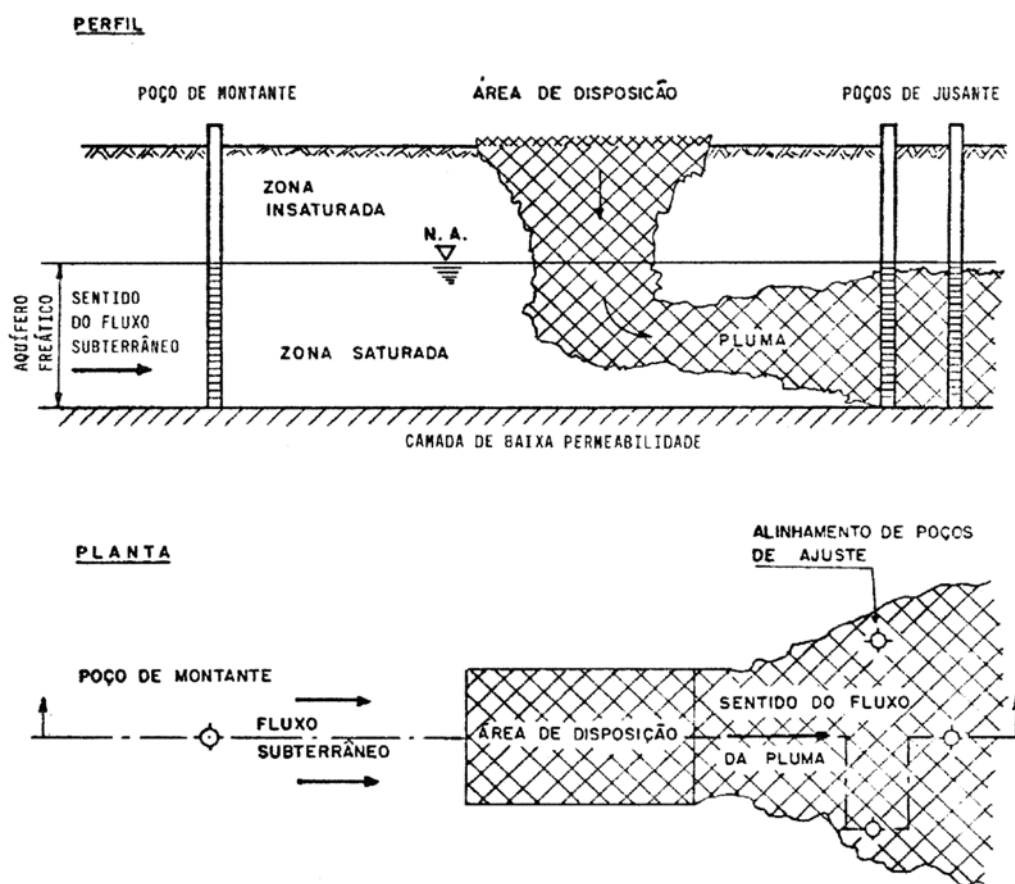 PERFIL
POÇO DE MONTANTE
ÁREA DE DISPOSICÃO
POÇOS DE JUSANTE
ZONA
INSATURADA
N. A.
AQUÍFERO
FREÁTICO
SENTIDO
DO FLUXO
SUBTERRÂNEO
ZONA SATURADA
PLUMA
CAMADA DE BAIXA PERMEABILIDADE
PLANTA
ALINHAMENTO DE POÇOS
DE AJUSTE
POÇO DE MONTANTE
FLUXO
SUBTERRÂNEO
ÁREA DE DISPOSIÇÃO
SENTIDO DO FLUXO
DA PLUMA